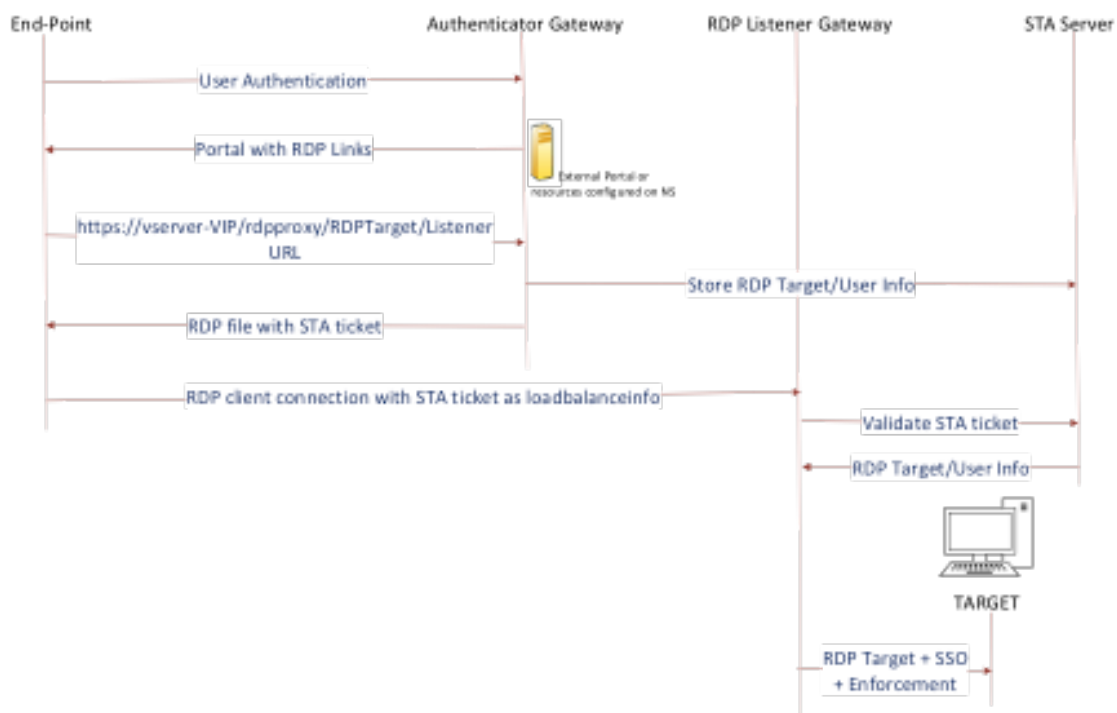 End-Point
Authenticator Gateway
RDP Listener Gateway
STA Server
User Authentication
Portal with RDP Links
External Portal or
resources configured on NS
https://vserver-VIP/rdpproxy/RDPTarget/Listener
URL
Store RDP Target/User Info
RDP file with STA ticket
RDP client connection with STA ticket as loadbalanceinfo
Validate STA ticket
RDP Target/User Info
TARGET
RDP Target + SSO
+ Enforcement